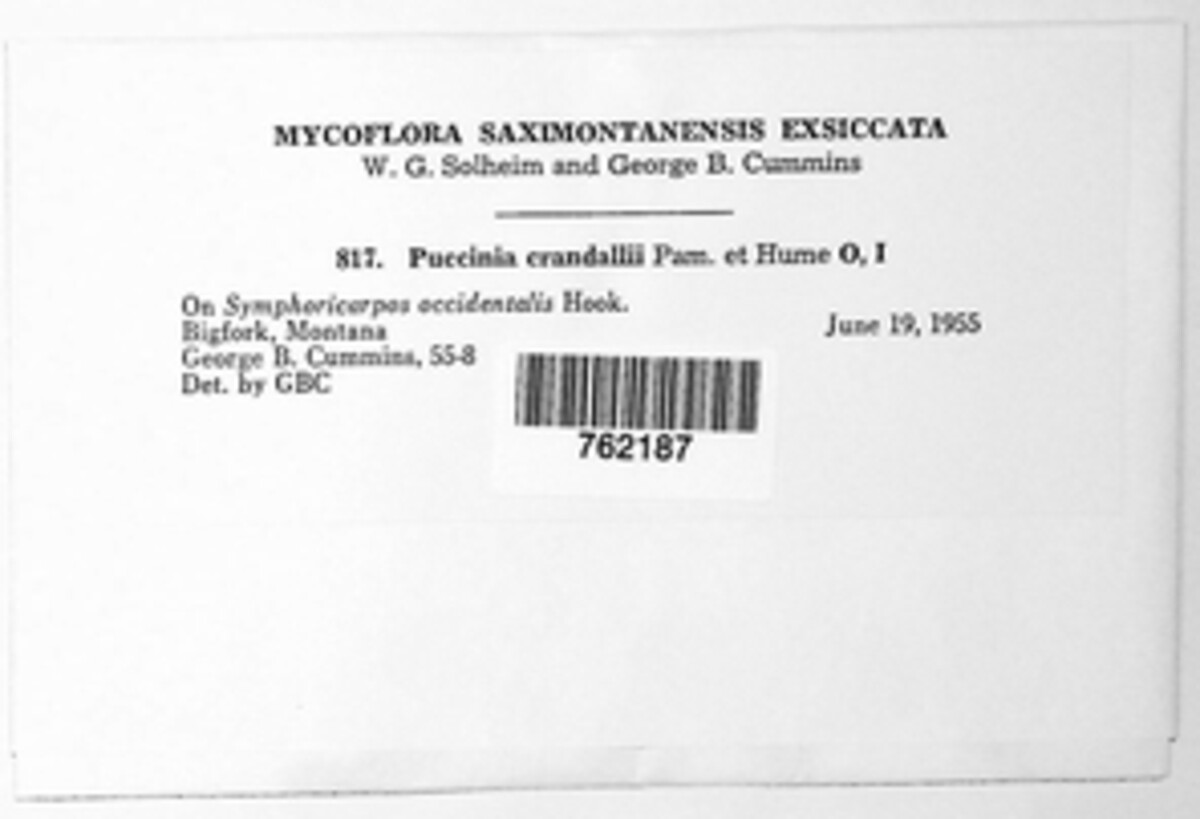 MYCOFLORA SAXIMONTANENSIS EXSICCATA
W. G. Solheim and George B. Cummins
817. Puccinia crandallii Pam. et Hume O, I
On Symphoricarpos occidentalis Hook.
Bigfork, Montana
June 19, 1955
George B. Cummins, 55-8
Det. by GBC
762187